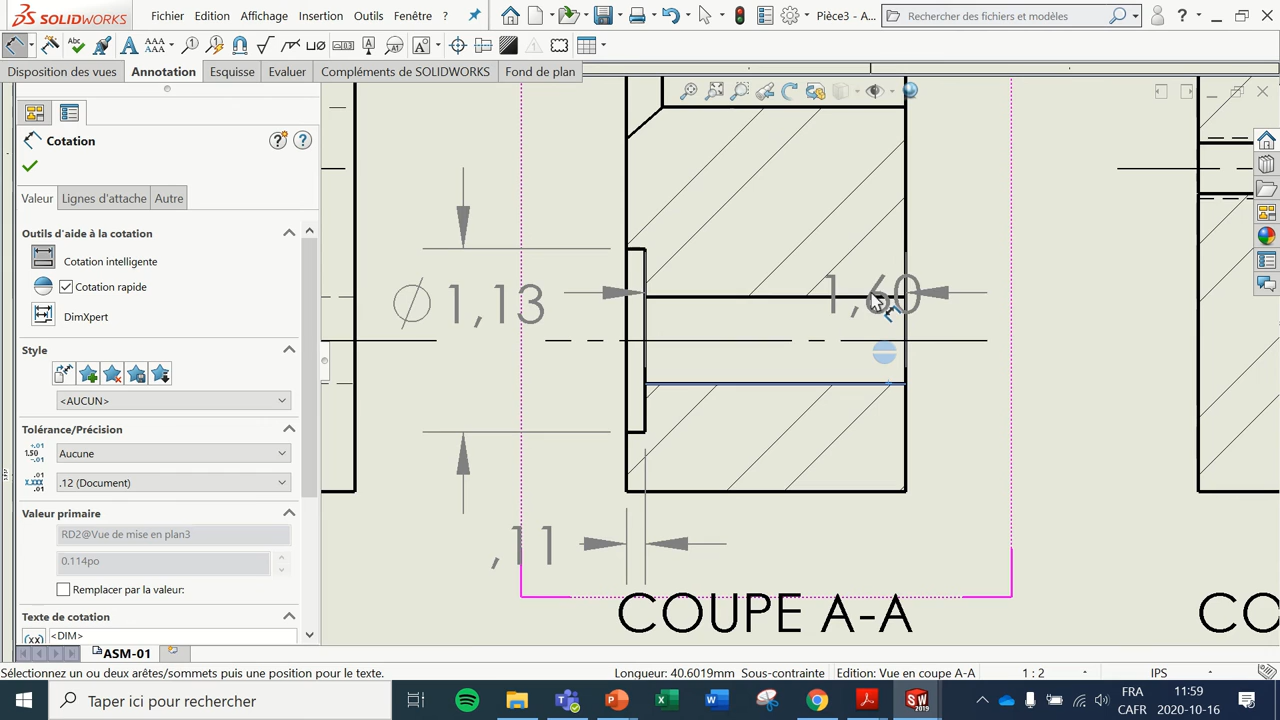 SOLIDWORKS
Fichier Edition Affichage Insertion Outils Fenêtre
Pièce3 - A...
Rechercher des fichiers et modèles
Disposition des vues Annotation Esquisse Evaluer Compléments de SOLIDWORKS Fond de plan
Cotation
Valeur Lignes d'attache Autre
Outils d'aide à la cotation
Cotation intelligente
Cotation rapide
DimXpert
Style
<AUCUN>
Tolérance/Précision
Aucune
.12 (Document)
Valeur primaire
RD2@Vue de mise en plan3
0.114po
Remplacer par la valeur:
Texte de cotation
<DIM>
∅ 1,13
1,60
,11
COUPE A-A
CO
ASM-01
Sélectionnez un ou deux arêtes/sommets puis une position pour le texte.
Longueur: 40.6019mm Sous-contrainte Edition: Vue en coupe A-A 1 : 2 IPS
Taper ici pour rechercher
FRA
CAFR
11:59
2020-10-16